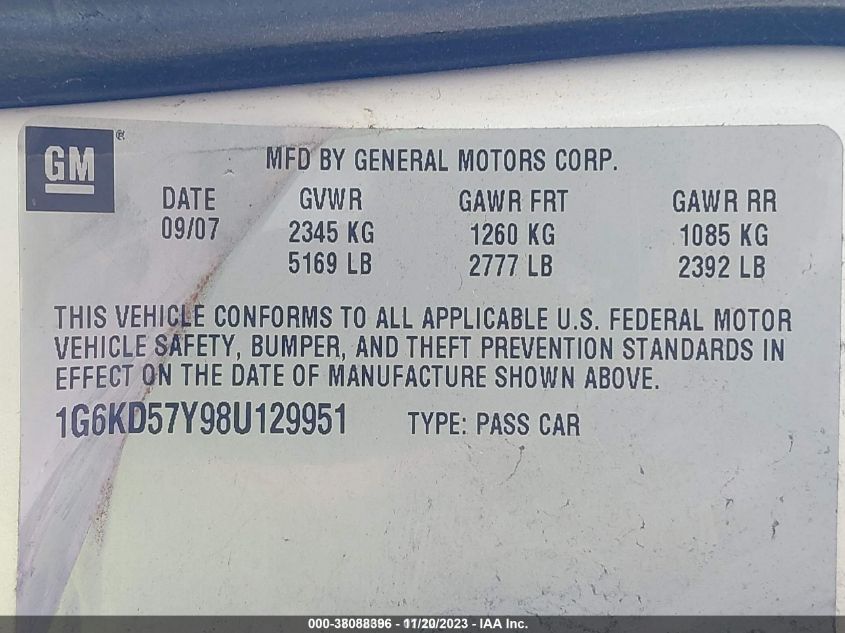 GM ®
MFD BY GENERAL MOTORS CORP.
DATE GVWR GAWR FRT GAWR RR
09/07 2345 KG 1260 KG 1085 KG
5169 LB 2777 LB 2392 LB
THIS VEHICLE CONFORMS TO ALL APPLICABLE U.S. FEDERAL MOTOR
VEHICLE SAFETY, BUMPER, AND THEFT PREVENTION STANDARDS IN
EFFECT ON THE DATE OF MANUFACTURE SHOWN ABOVE.
1G6KD57Y98U129951 TYPE: PASS CAR
000-38088396 - 11/20/2023 - IAA Inc.